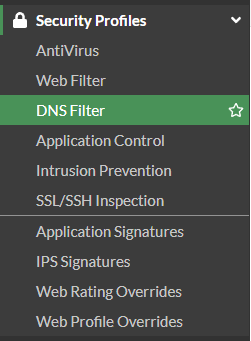 Security Profiles
AntiVirus
Web Filter
DNS Filter
Application Control
Intrusion Prevention
SSL/SSH Inspection
Application Signatures
IPS Signatures
Web Rating Overrides
Web Profile Overrides